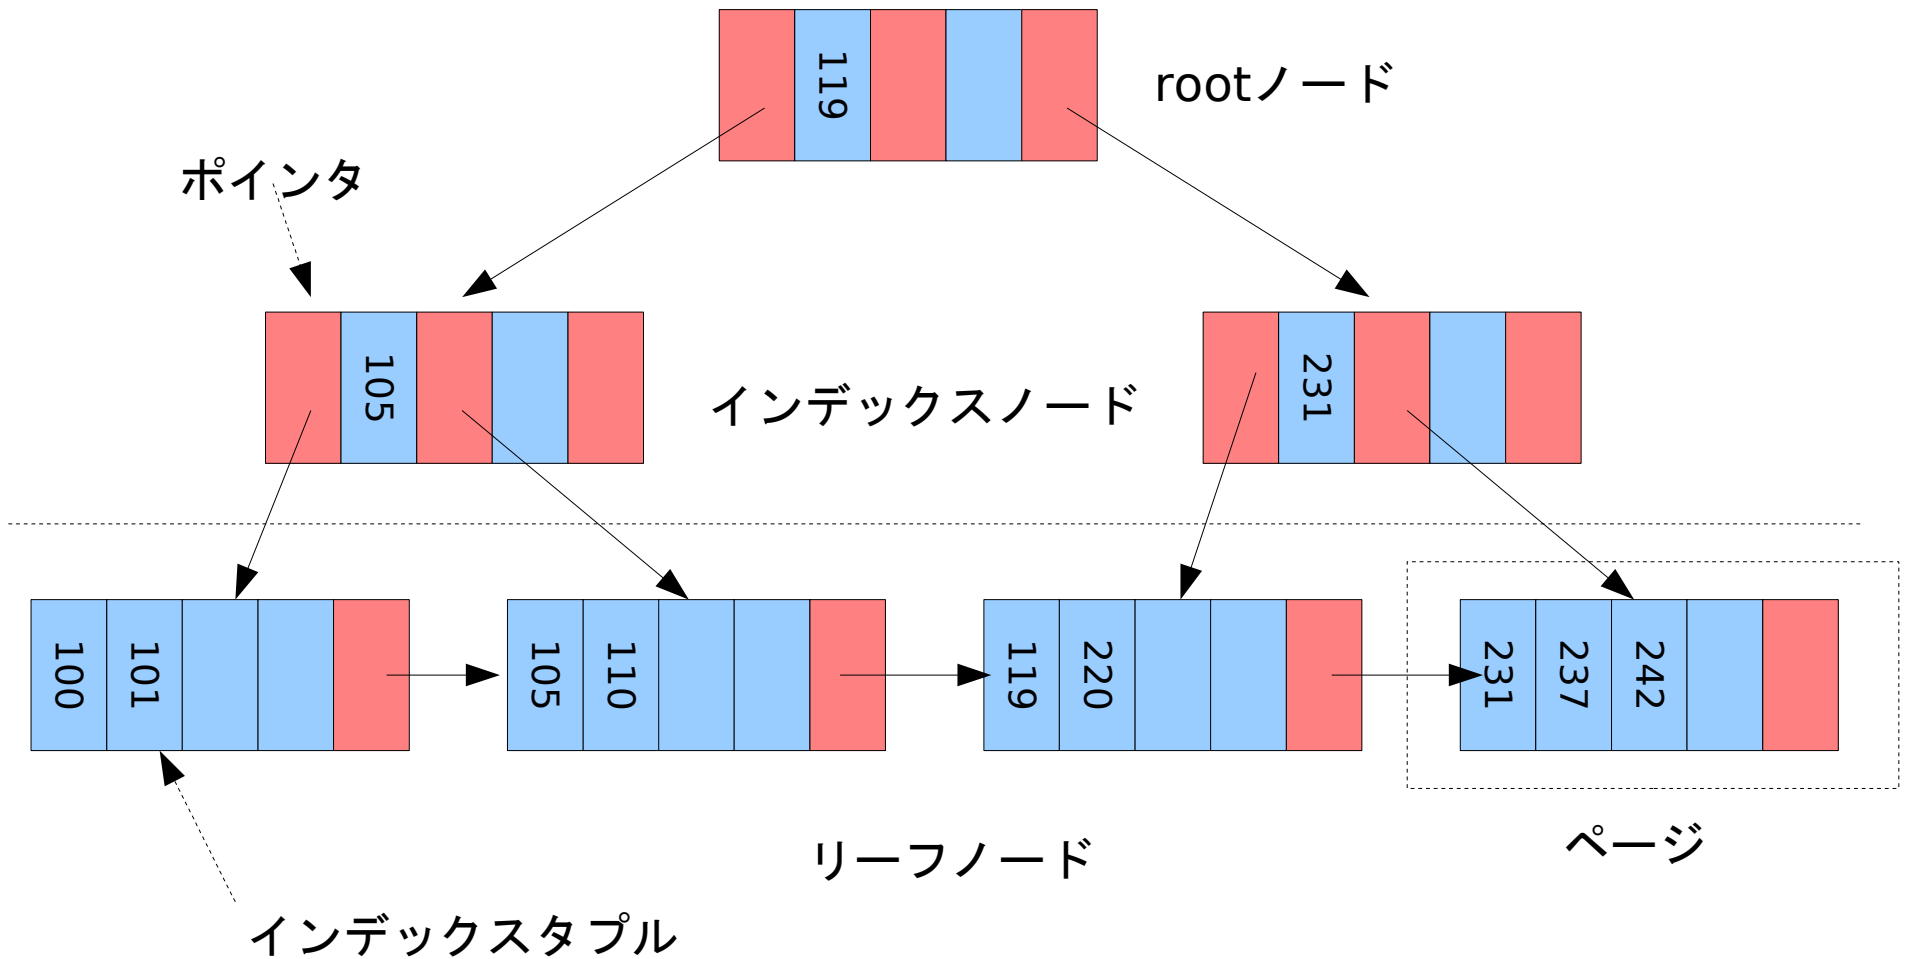 119
rootノード
ポインタ
105
インデックスノード
231
100 101
105 110
119 220
231 237 242
リーフノード
ページ
インデックスタプル